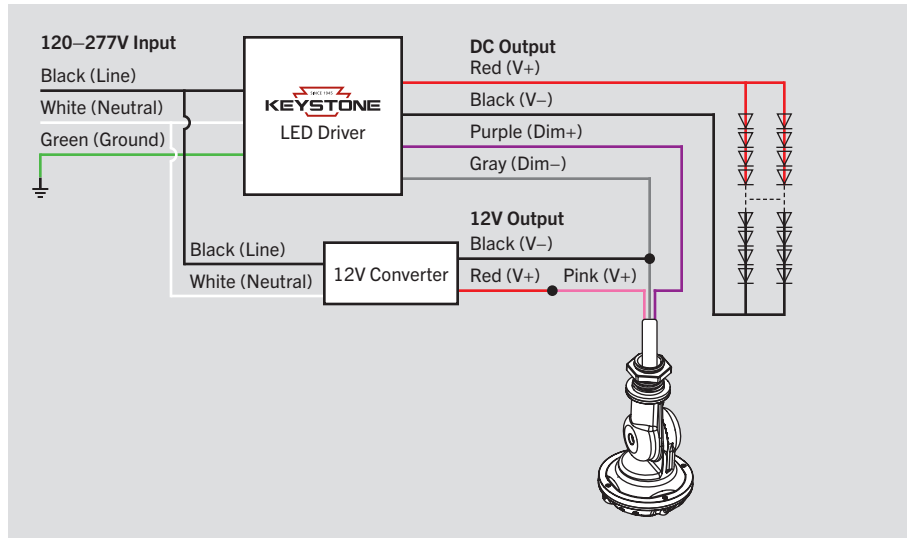 120–277V Input
Black (Line)
White (Neutral)
Green (Ground)
SINCE 1945
KEYSTONE
LED Driver
DC Output
Red (V+)
Black (V–)
Purple (Dim+)
Gray (Dim–)
12V Output
Black (V–)
Red (V+)
Pink (V+)
Black (Line)
White (Neutral)
12V Converter